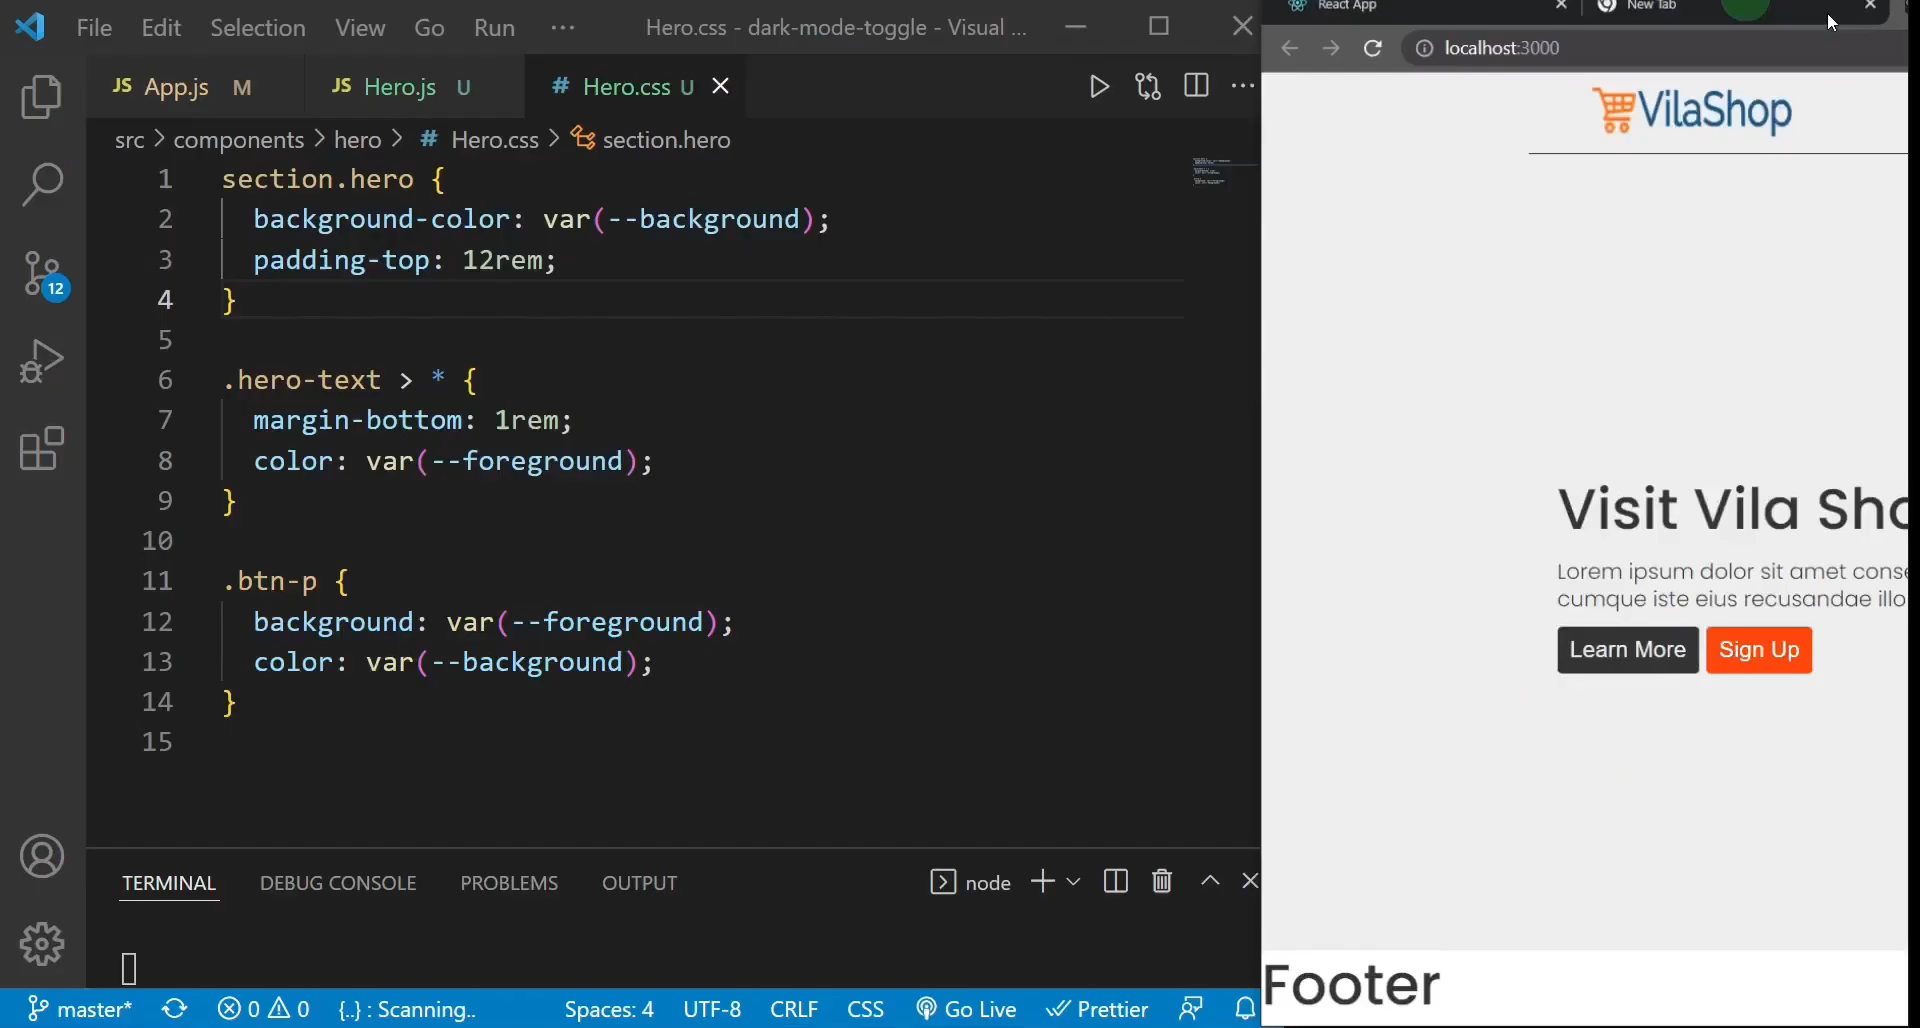 File Edit Selection View Go Run ··· Hero.css - dark-mode-toggle - Visual ...
JS App.js M JS Hero.js U # Hero.css U
src > components > hero > # Hero.css > section.hero
1 section.hero {
2 background-color: var(--background);
3 padding-top: 12rem;
4 }
5
6 .hero-text > * {
7 margin-bottom: 1rem;
8 color: var(--foreground);
9 }
10
11 .btn-p {
12 background: var(--foreground);
13 color: var(--background);
14 }
15
12
TERMINAL DEBUG CONSOLE PROBLEMS OUTPUT node
master* 0 0 {..} : Scanning.. Spaces: 4 UTF-8 CRLF CSS Go Live Prettier
React App New Tab
localhost:3000
VilaShop
Visit Vila Sho
Lorem ipsum dolor sit amet conse
cumque iste eius recusandae illo
Learn More Sign Up
Footer